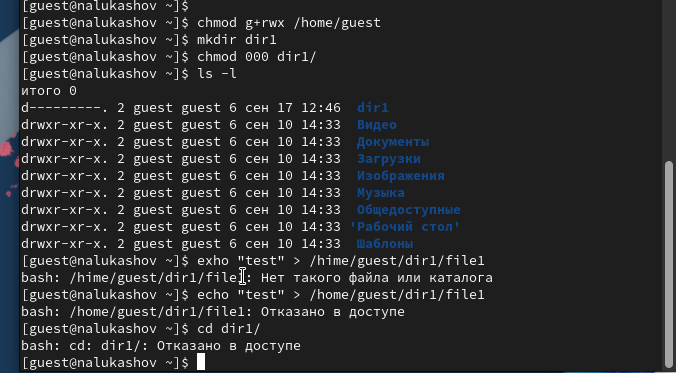 [guest@nalukashov ~]$
[guest@nalukashov ~]$ chmod g+rwx /home/guest
[guest@nalukashov ~]$ mkdir dir1
[guest@nalukashov ~]$ chmod 000 dir1/
[guest@nalukashov ~]$ ls -l
итого 0
d---------. 2 guest guest 6 сен 17 12:46  dir1
drwxr-xr-x. 2 guest guest 6 сен 10 14:33  Видео
drwxr-xr-x. 2 guest guest 6 сен 10 14:33  Документы
drwxr-xr-x. 2 guest guest 6 сен 10 14:33  Загрузки
drwxr-xr-x. 2 guest guest 6 сен 10 14:33  Изображения
drwxr-xr-x. 2 guest guest 6 сен 10 14:33  Музыка
drwxr-xr-x. 2 guest guest 6 сен 10 14:33  Общедоступные
drwxr-xr-x. 2 guest guest 6 сен 10 14:33 'Рабочий стол'
drwxr-xr-x. 2 guest guest 6 сен 10 14:33  Шаблоны
[guest@nalukashov ~]$ exho "test" > /hime/guest/dir1/file1
bash: /hime/guest/dir1/file1: Нет такого файла или каталога
[guest@nalukashov ~]$ echo "test" > /home/guest/dir1/file1
bash: /home/guest/dir1/file1: Отказано в доступе
[guest@nalukashov ~]$ cd dir1/
bash: cd: dir1/: Отказано в доступе
[guest@nalukashov ~]$